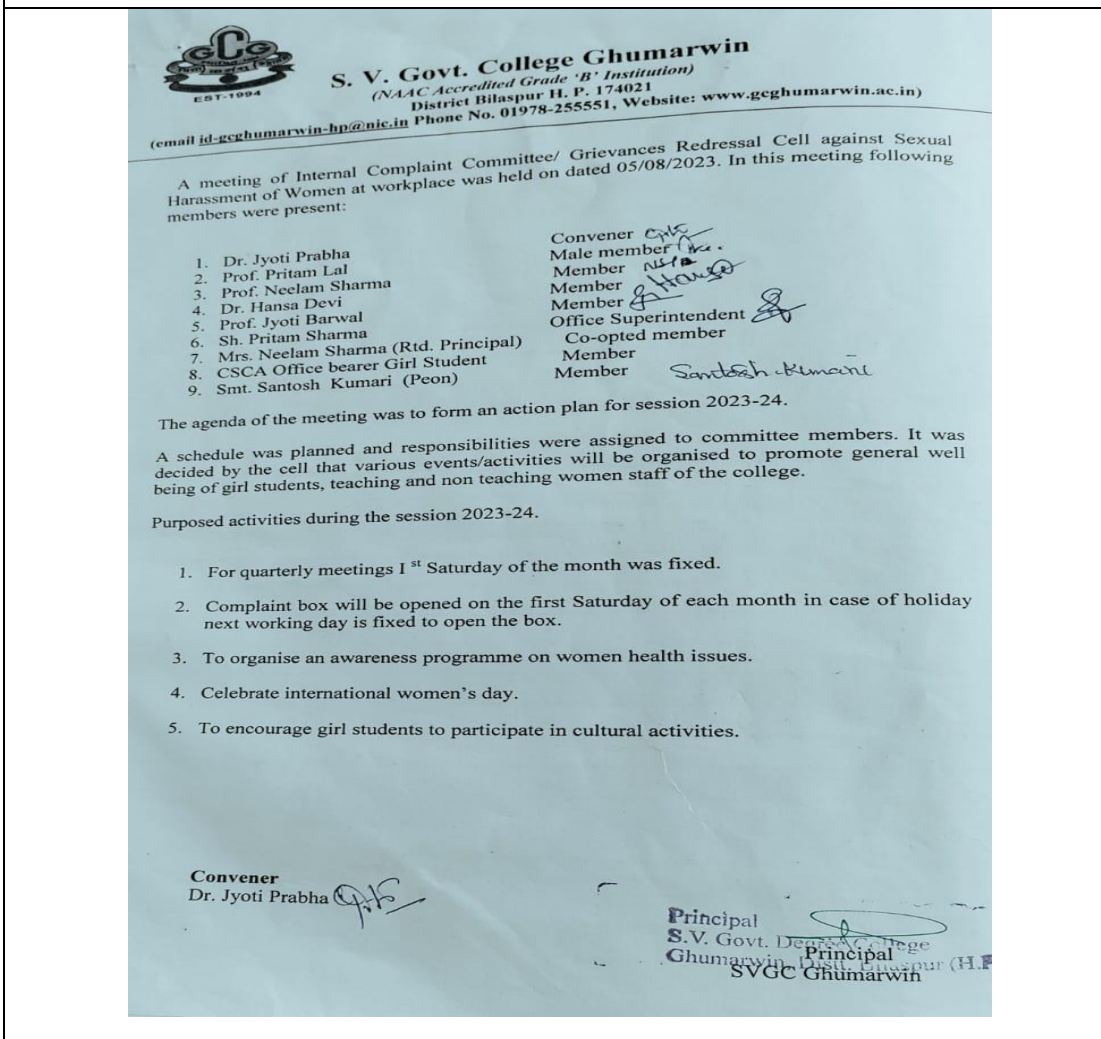 GCG
EST-1994
S. V. Govt. College Ghumarwin
(NAAC Accredited Grade 'B' Institution)
District Bilaspur H. P. 174021
(email id-gcghumarwin-hp@nic.in Phone No. 01978-255551, Website: www.gcghumarwin.ac.in)
A meeting of Internal Complaint Committee/ Grievances Redressal Cell against Sexual
Harassment of Women at workplace was held on dated 05/08/2023. In this meeting following
members were present:
1. Dr. Jyoti Prabha Convener
2. Prof. Pritam Lal Male member
3. Prof. Neelam Sharma Member
4. Dr. Hansa Devi Member Hansa
5. Prof. Jyoti Barwal Member
6. Sh. Pritam Sharma Office Superintendent
7. Mrs. Neelam Sharma (Rtd. Principal) Co-opted member
8. CSCA Office bearer Girl Student Member
9. Smt. Santosh Kumari (Peon) Member Santosh Kumari
The agenda of the meeting was to form an action plan for session 2023-24.
A schedule was planned and responsibilities were assigned to committee members. It was
decided by the cell that various events/activities will be organised to promote general well
being of girl students, teaching and non teaching women staff of the college.
Purposed activities during the session 2023-24.
1. For quarterly meetings I st Saturday of the month was fixed.
2. Complaint box will be opened on the first Saturday of each month in case of holiday
next working day is fixed to open the box.
3. To organise an awareness programme on women health issues.
4. Celebrate international women's day.
5. To encourage girl students to participate in cultural activities.
Convener
Dr. Jyoti Prabha
Principal
S.V. Govt. Degree College
Ghumarwin, Distt. Bilaspur (H.P
Principal
SVGC Ghumarwin